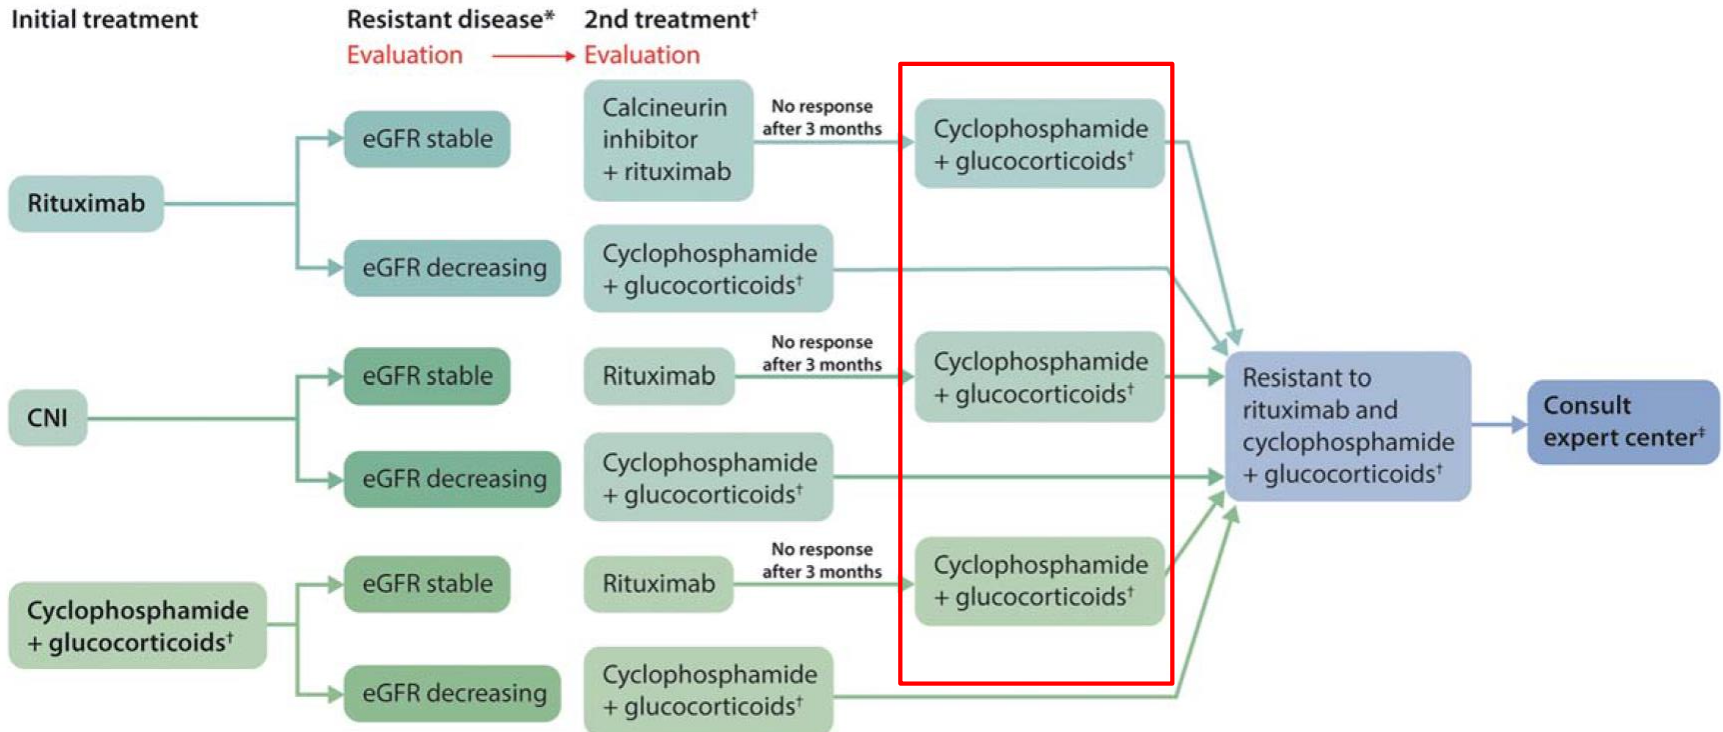 Initial treatment
Resistant disease*
2nd treatment†
Evaluation
Evaluation
Rituximab
eGFR stable
Calcineurin
inhibitor
+ rituximab
No response
after 3 months
Cyclophosphamide
+ glucocorticoids†
eGFR decreasing
Cyclophosphamide
+ glucocorticoids†
CNI
eGFR stable
Rituximab
No response
after 3 months
Cyclophosphamide
+ glucocorticoids†
eGFR decreasing
Cyclophosphamide
+ glucocorticoids†
Cyclophosphamide
+ glucocorticoids†
eGFR stable
Rituximab
No response
after 3 months
Cyclophosphamide
+ glucocorticoids†
eGFR decreasing
Cyclophosphamide
+ glucocorticoids†
Resistant to
rituximab and
cyclophosphamide
+ glucocorticoids†
Consult
expert center‡